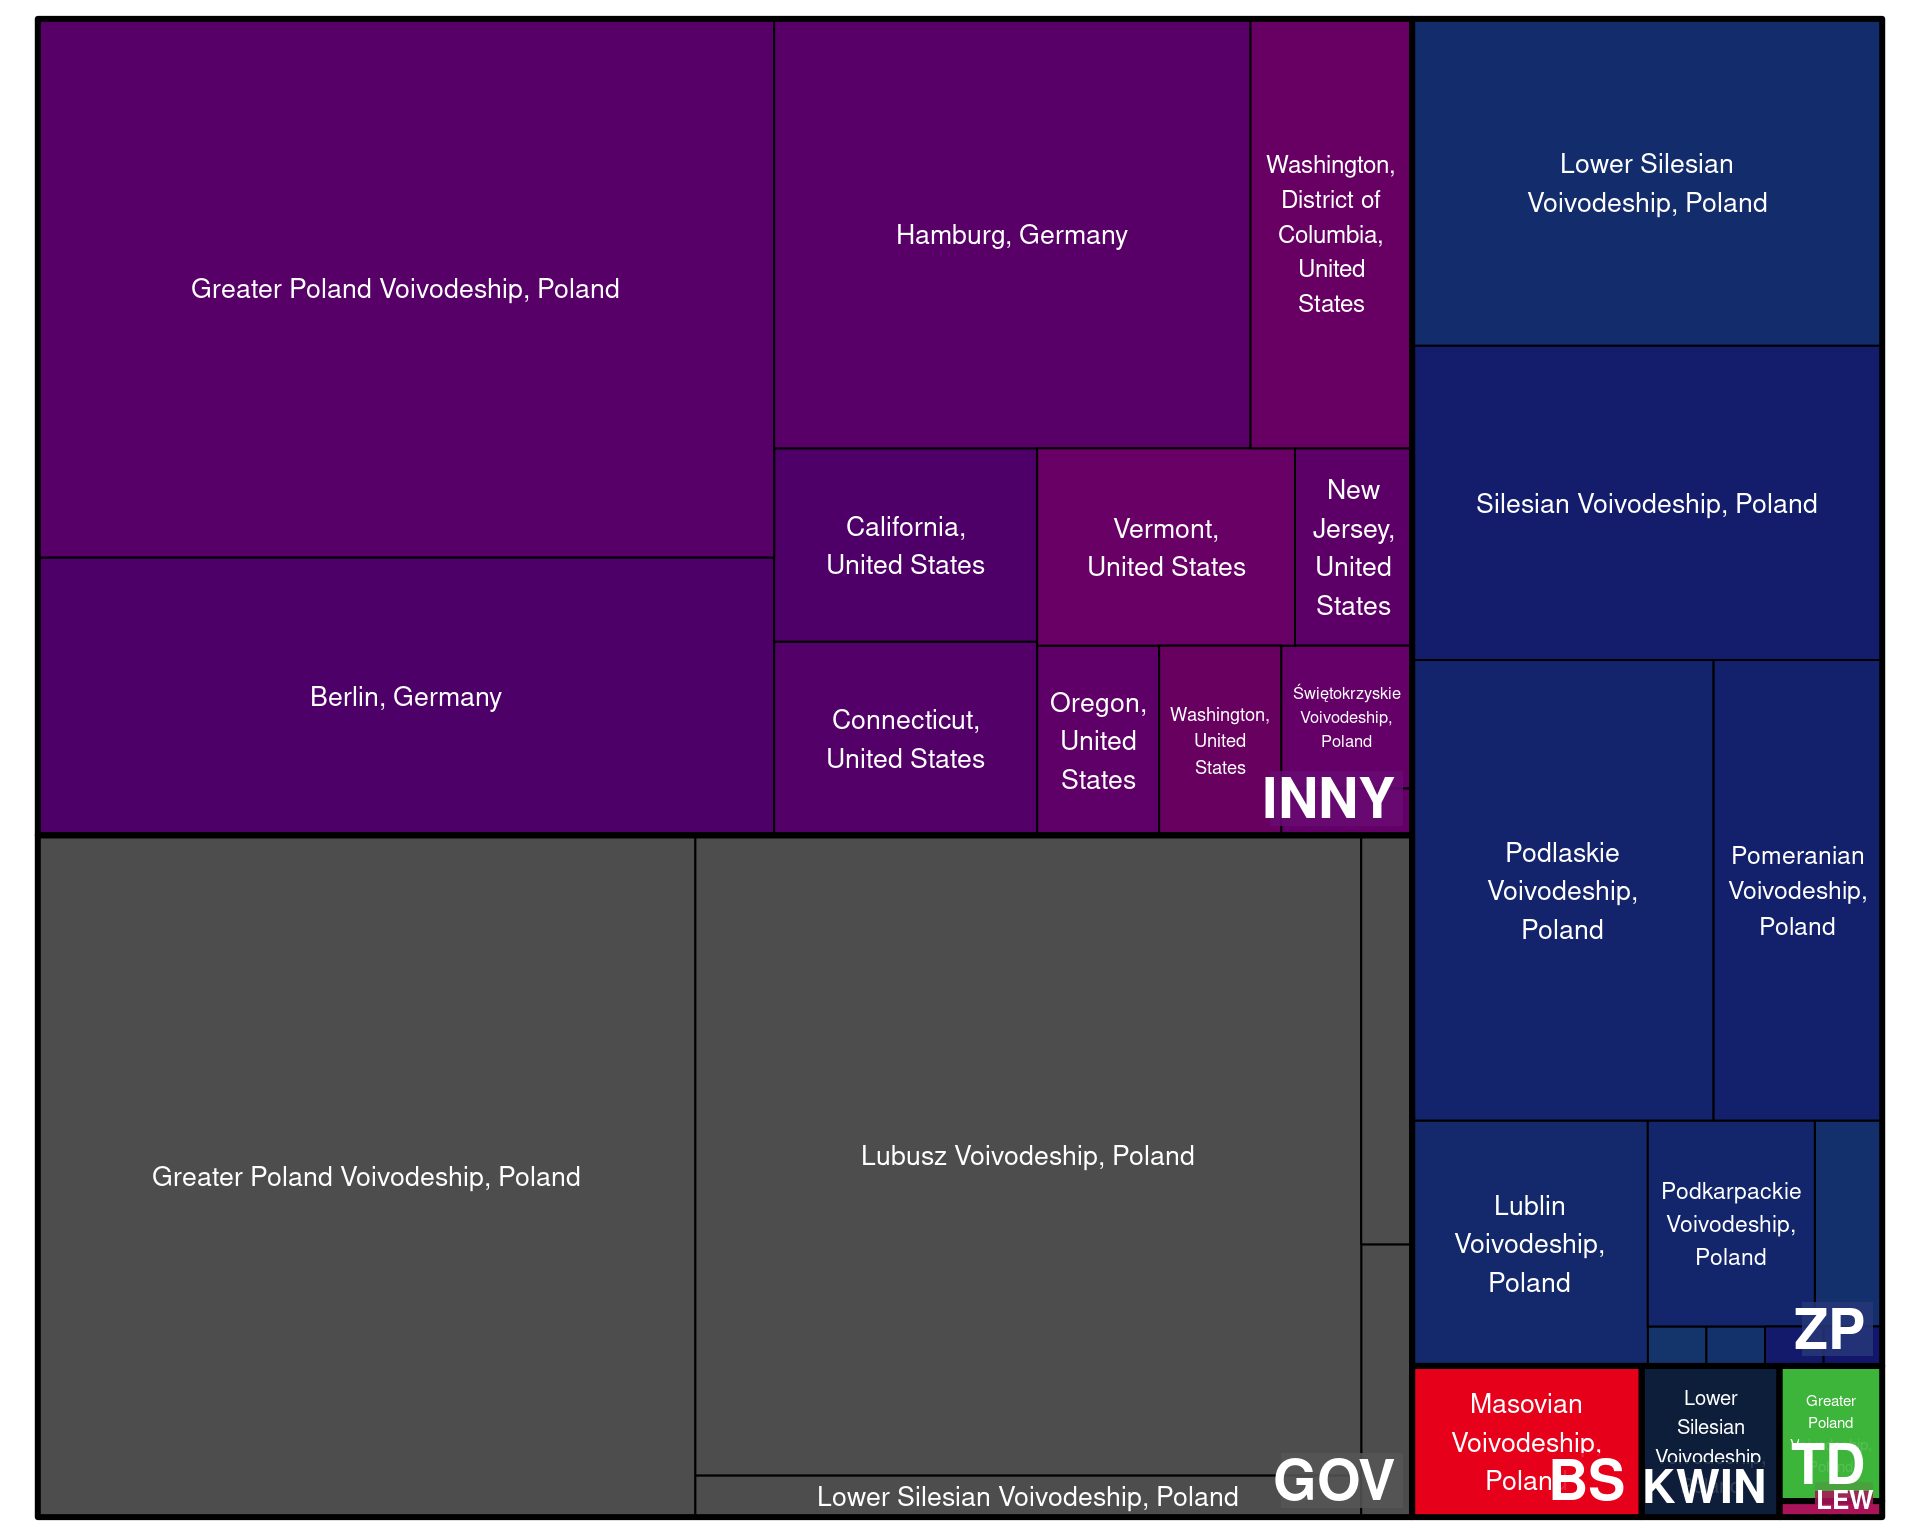 Greater Poland Voivodeship, Poland
Berlin, Germany
Hamburg, Germany
Washington,
District of
Columbia,
United
States
California,
United States
Connecticut,
United States
Vermont,
United States
New
Jersey,
United
States
Oregon,
United
States
Washington,
United
States
Świętokrzyskie
Voivodeship,
Poland
INNY
Greater Poland Voivodeship, Poland
Lubusz Voivodeship, Poland
Lower Silesian Voivodeship, Poland
GOV
Lower Silesian
Voivodeship, Poland
Silesian Voivodeship, Poland
Podlaskie
Voivodeship,
Poland
Pomeranian
Voivodeship,
Poland
Lublin
Voivodeship,
Poland
Podkarpackie
Voivodeship,
Poland
ZP
Masovian
Voivodeship,
Poland
BS
Lower
Silesian
Voivodeship,
KWIN
Greater
Poland
TD
LEW